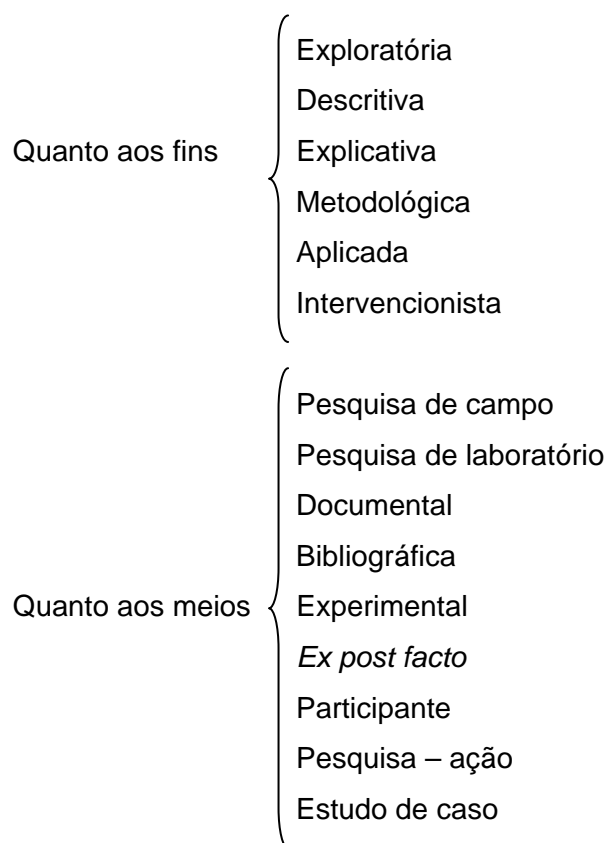 Exploratória
Descritiva
Quanto aos fins
Explicativa
Metodológica
Aplicada
Intervencionista
Pesquisa de campo
Pesquisa de laboratório
Documental
Bibliográfica
Quanto aos meios
Experimental
Ex post facto
Participante
Pesquisa – ação
Estudo de caso